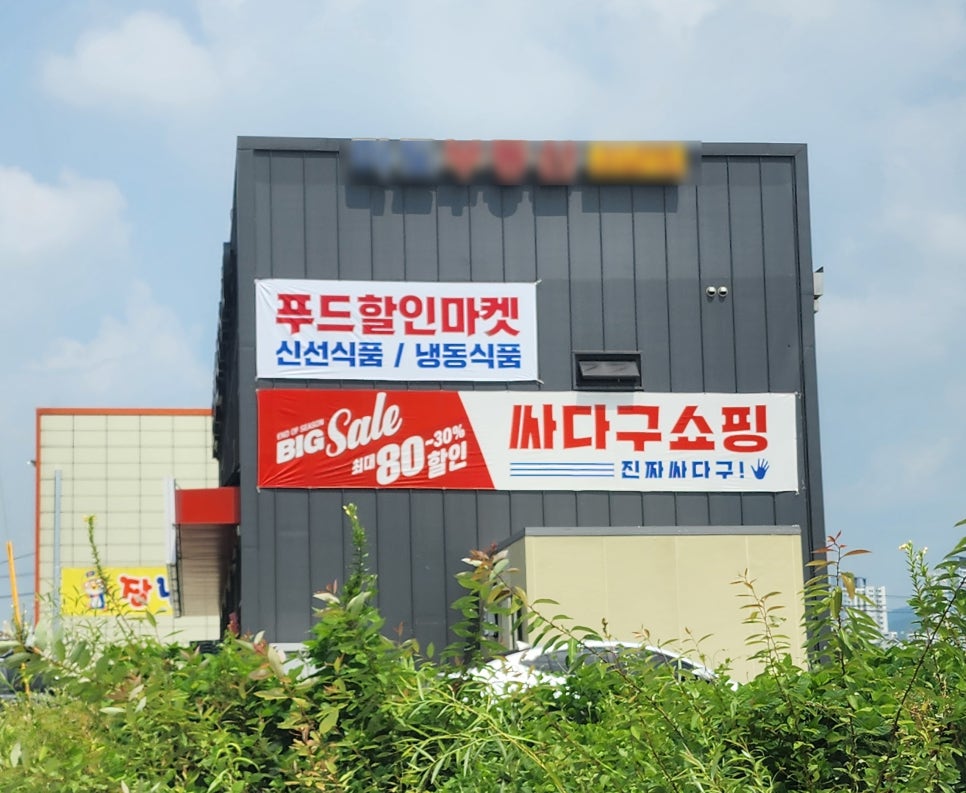 푸드할인마켓
신선식품 / 냉동식품
END OF SEASON
BIG Sale
최대 80-30% 할인
싸다구쇼핑
진짜싸다구!
장